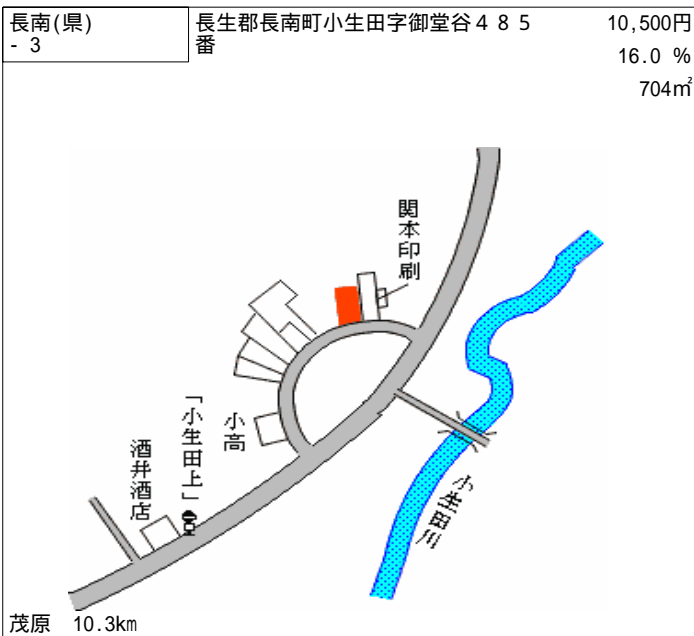 長南(県)
- 3
長生郡長南町小生田字御堂谷４８５
番
10,500円
16.0 %
704㎡
関本印刷
小高
「小生田上」
酒井酒店
小生田川
茂原 10.3km